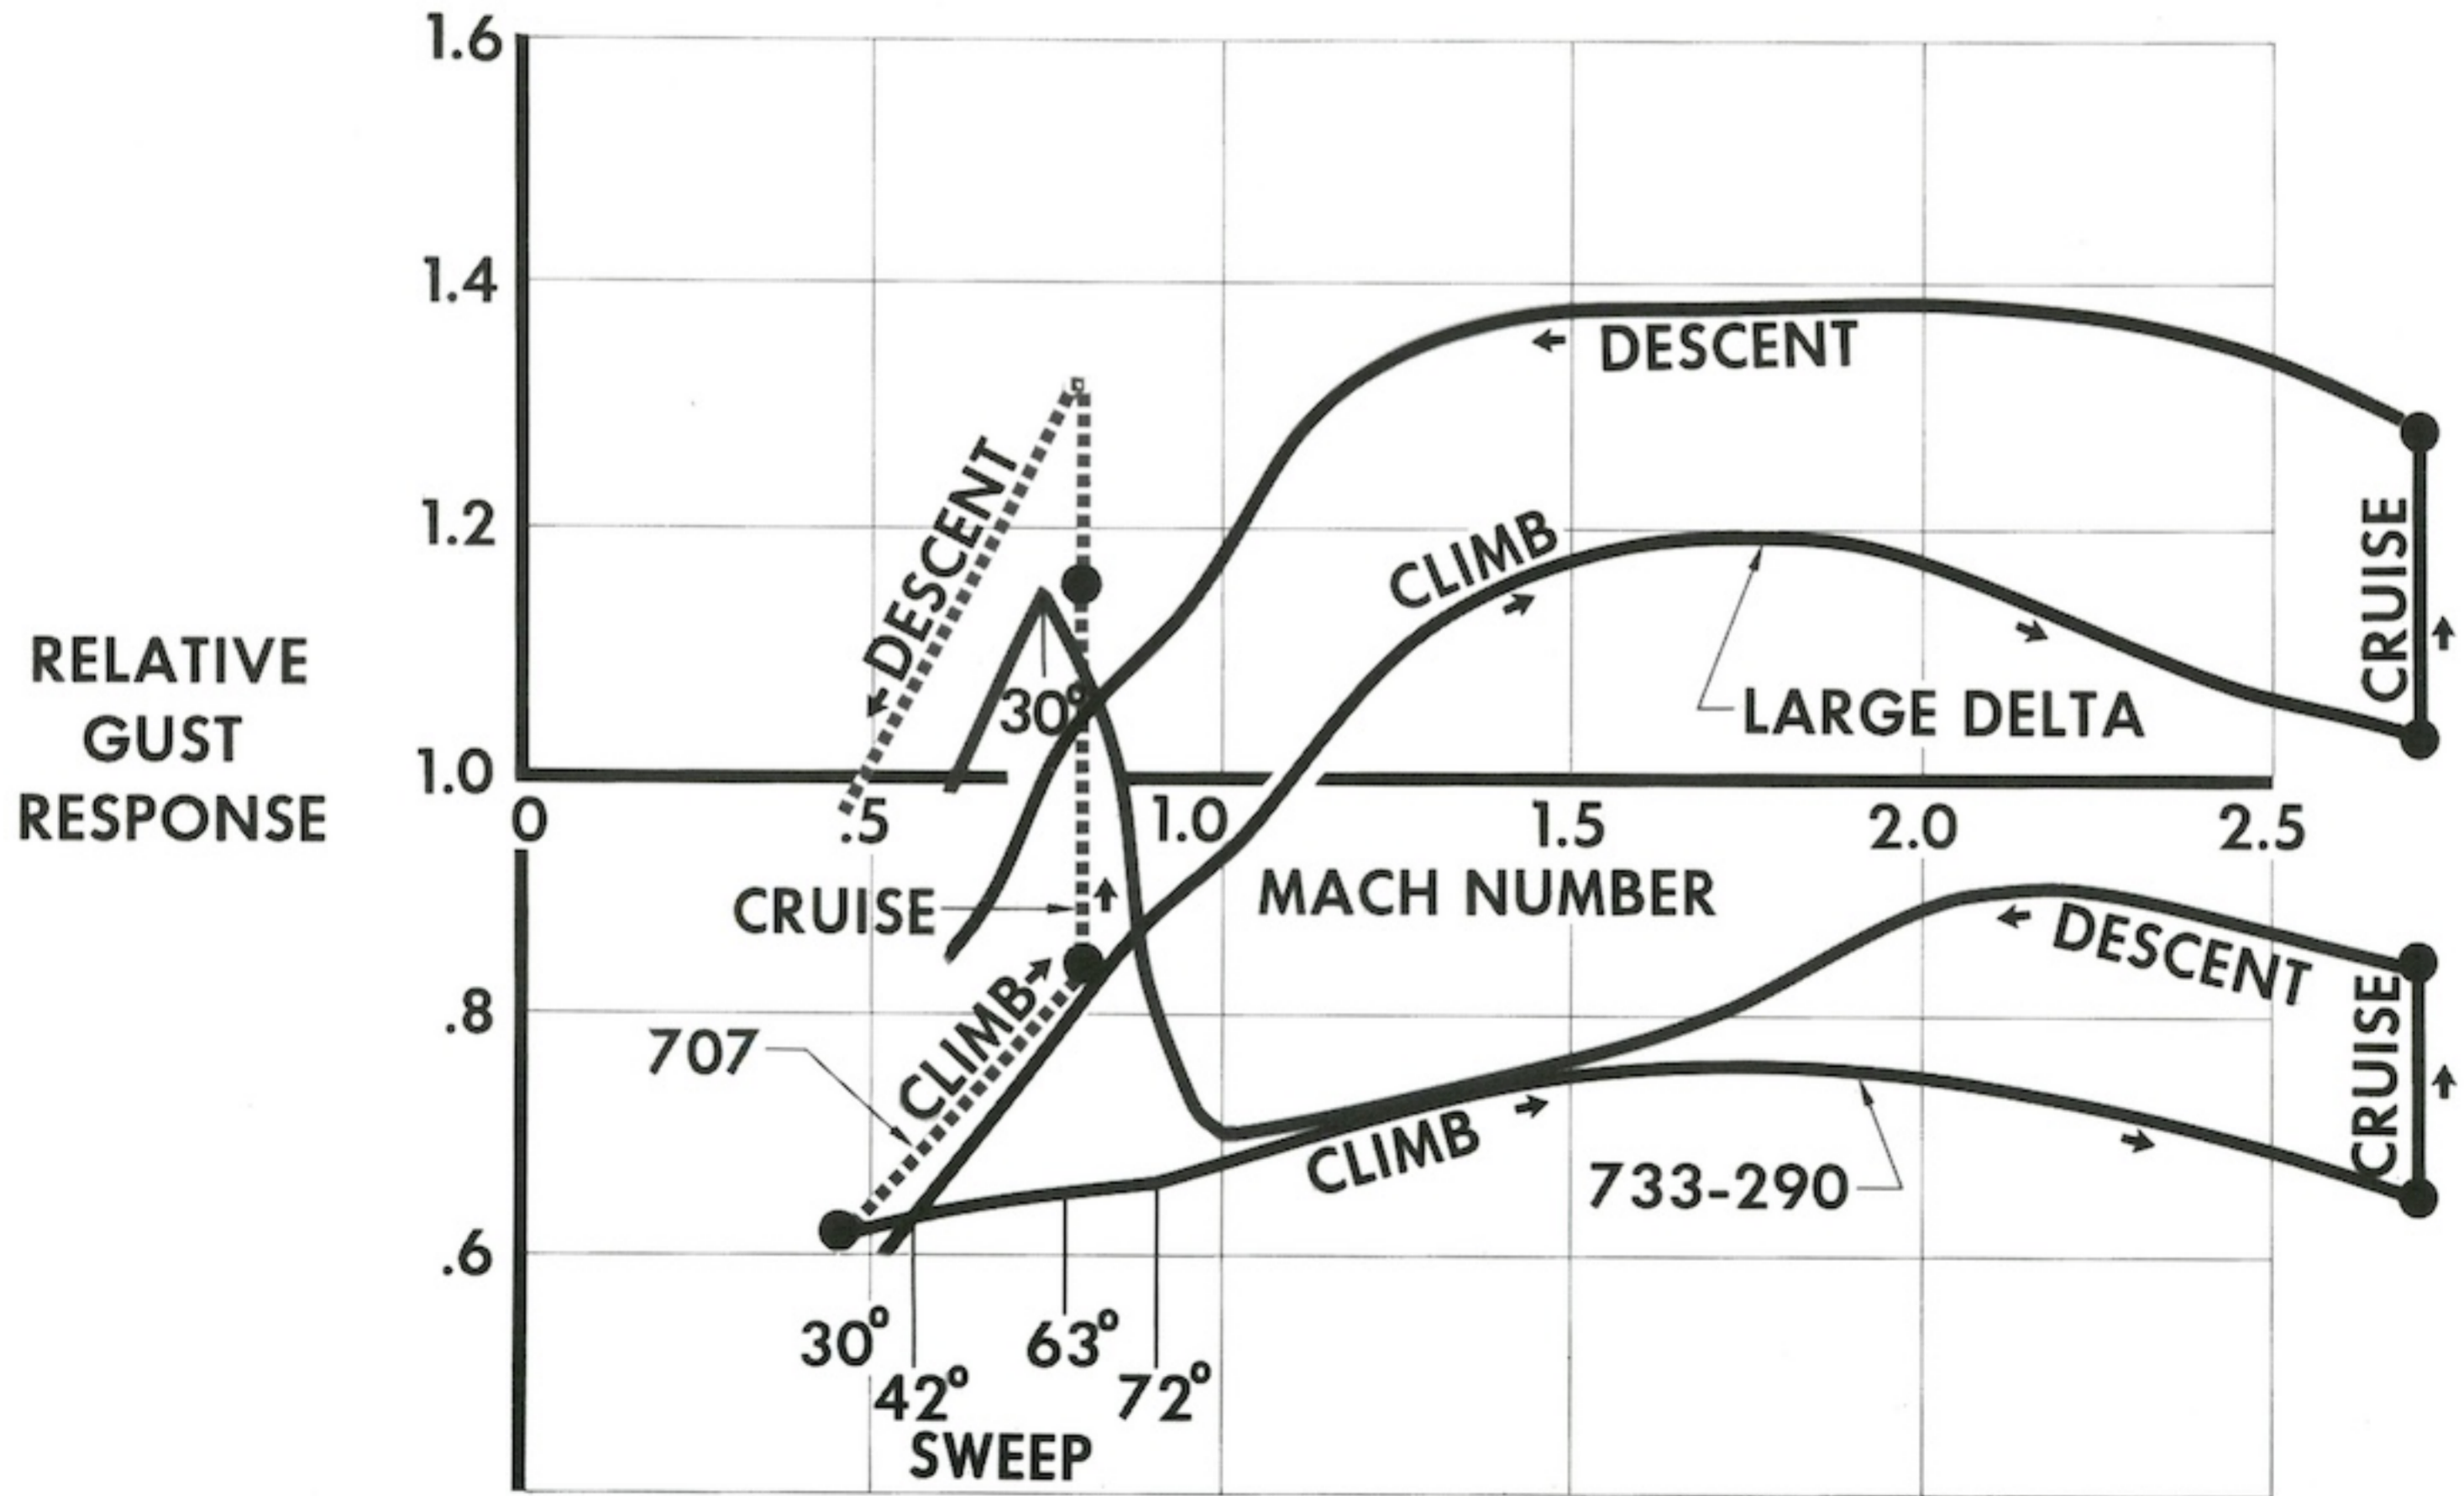 1.6
1.4
DESCENT
DESCENT
1.2
CLIMB
CRUISE
RELATIVE
GUST
RESPONSE
30°
LARGE DELTA
1.0
0
.5
1.0
1.5
2.0
2.5
MACH NUMBER
CRUISE
DESCENT
CLIMB
.8
707
CRUISE
CLIMB
733-290
.6
30°
63°
42°
72°
SWEEP